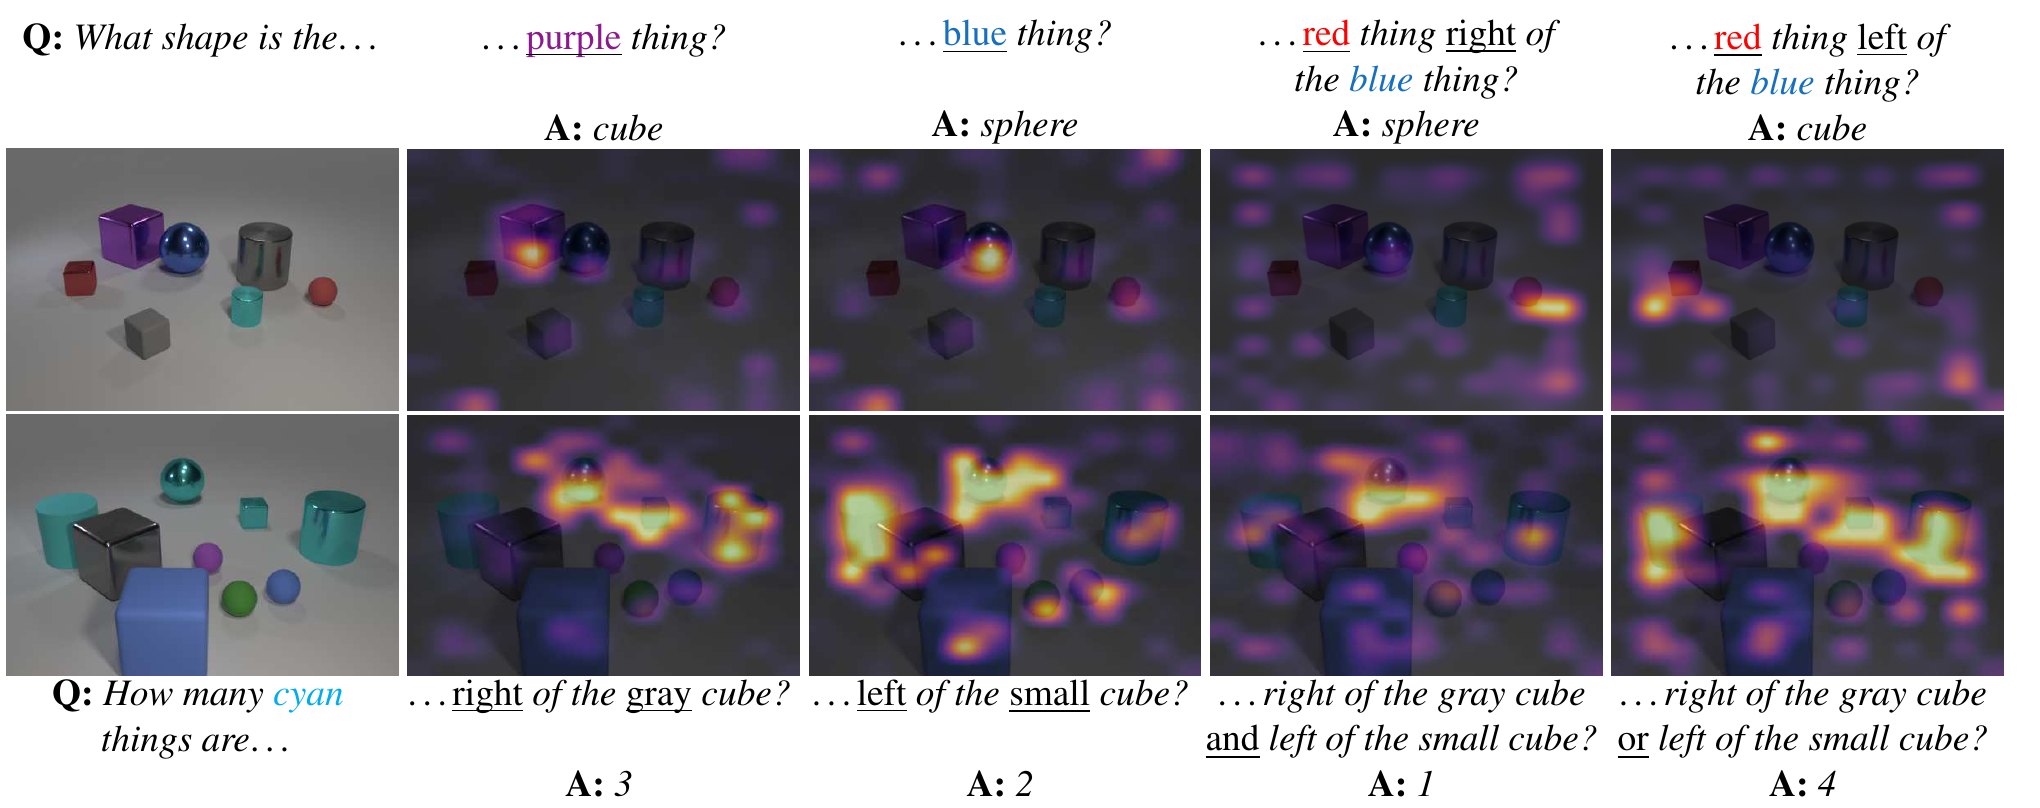 Q: What shape is the...
...purple thing?
A: cube
...blue thing?
A: sphere
...red thing right of
the blue thing?
A: sphere
...red thing left of
the blue thing?
A: cube
Q: How many cyan
things are...
...right of the gray cube?
A: 3
...left of the small cube?
A: 2
...right of the gray cube
and left of the small cube?
A: 1
...right of the gray cube
or left of the small cube?
A: 4